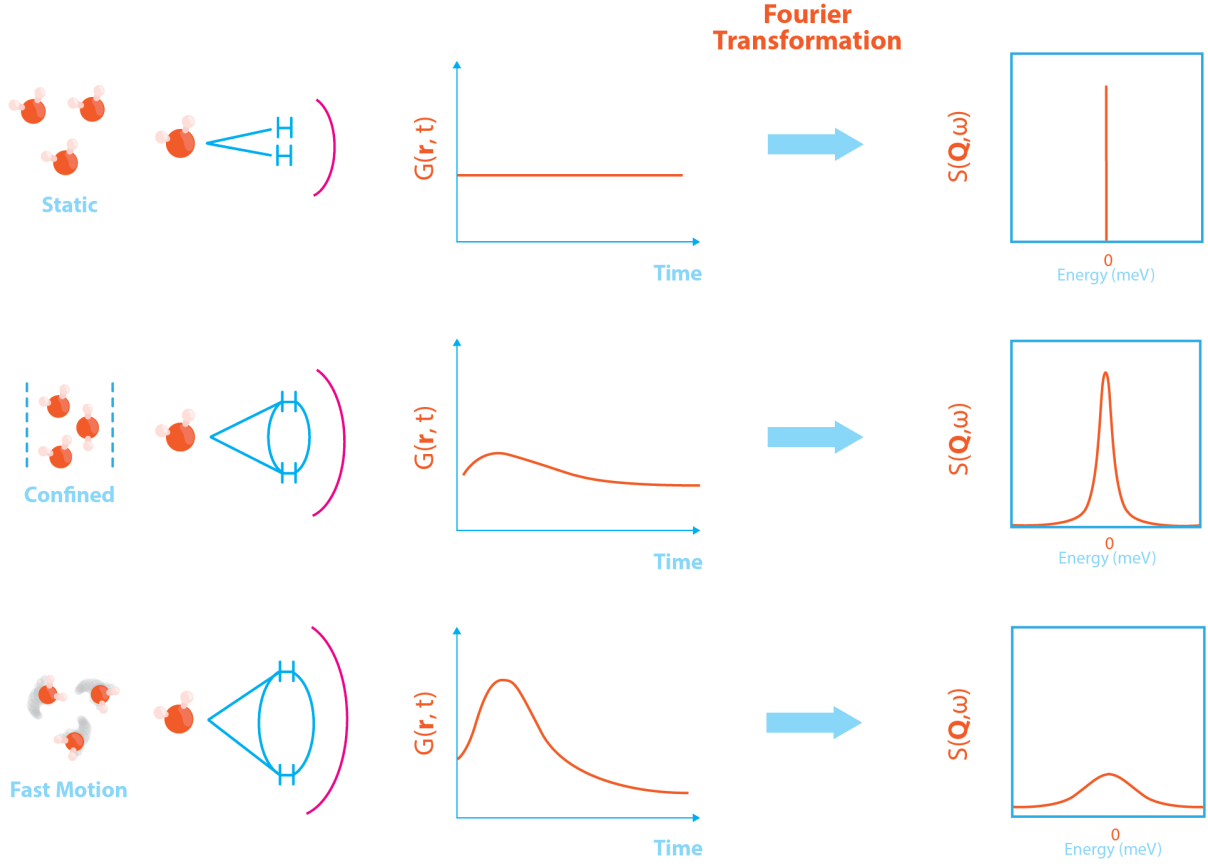 Fourier
Transformation
H
H
G(r, t)
S(Q,ω)
Static
Time
0
Energy (meV)
H
H
G(r, t)
S(Q,ω)
Confined
Time
0
Energy (meV)
H
H
G(r, t)
S(Q,ω)
Fast Motion
Time
0
Energy (meV)